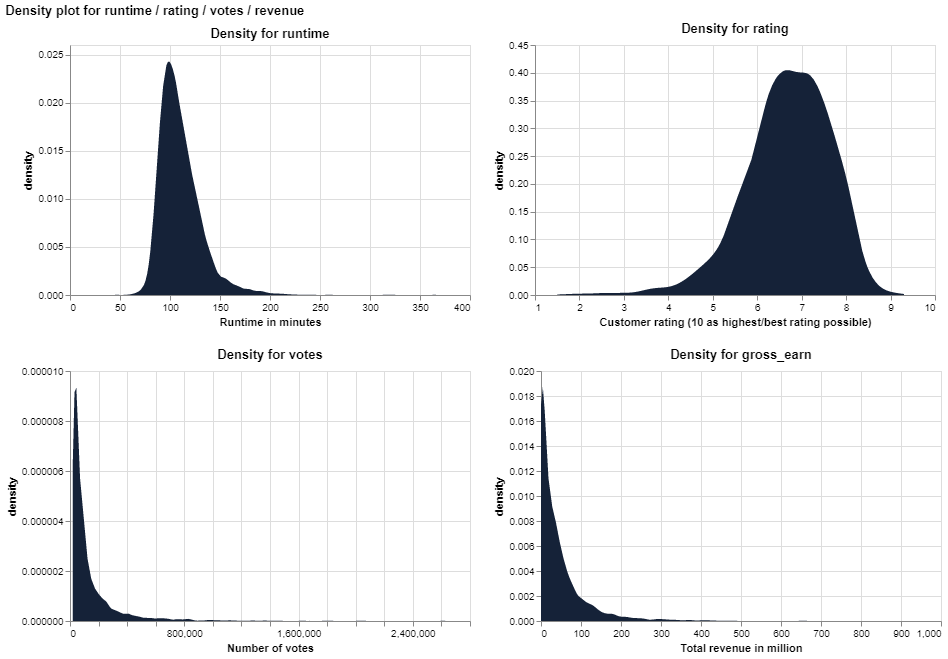 Density plot for runtime / rating / votes / revenue
Density for runtime
0.025
0.020
0.015
0.010
0.005
0.000
density
0 50 100 150 200 250 300 350 400
Runtime in minutes
Density for rating
0.45
0.40
0.35
0.30
0.25
0.20
0.15
0.10
0.05
0.00
density
1 2 3 4 5 6 7 8 9 10
Customer rating (10 as highest/best rating possible)
Density for votes
0.000010
0.000008
0.000006
0.000004
0.000002
0.000000
density
0 800,000 1,600,000 2,400,000
Number of votes
Density for gross_earn
0.020
0.018
0.016
0.014
0.012
0.010
0.008
0.006
0.004
0.002
0.000
density
0 100 200 300 400 500 600 700 800 900 1,000
Total revenue in million